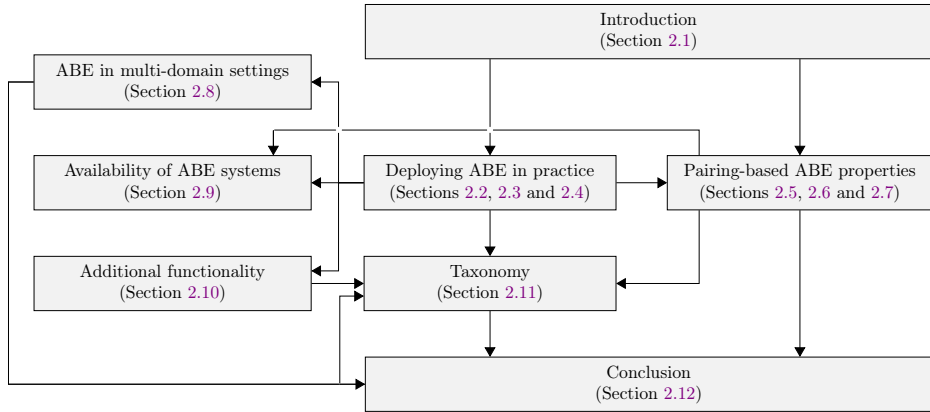 Introduction
(Section 2.1)
ABE in multi-domain settings
(Section 2.8)
Availability of ABE systems
(Section 2.9)
Deploying ABE in practice
(Sections 2.2, 2.3 and 2.4)
Pairing-based ABE properties
(Sections 2.5, 2.6 and 2.7)
Additional functionality
(Section 2.10)
Taxonomy
(Section 2.11)
Conclusion
(Section 2.12)